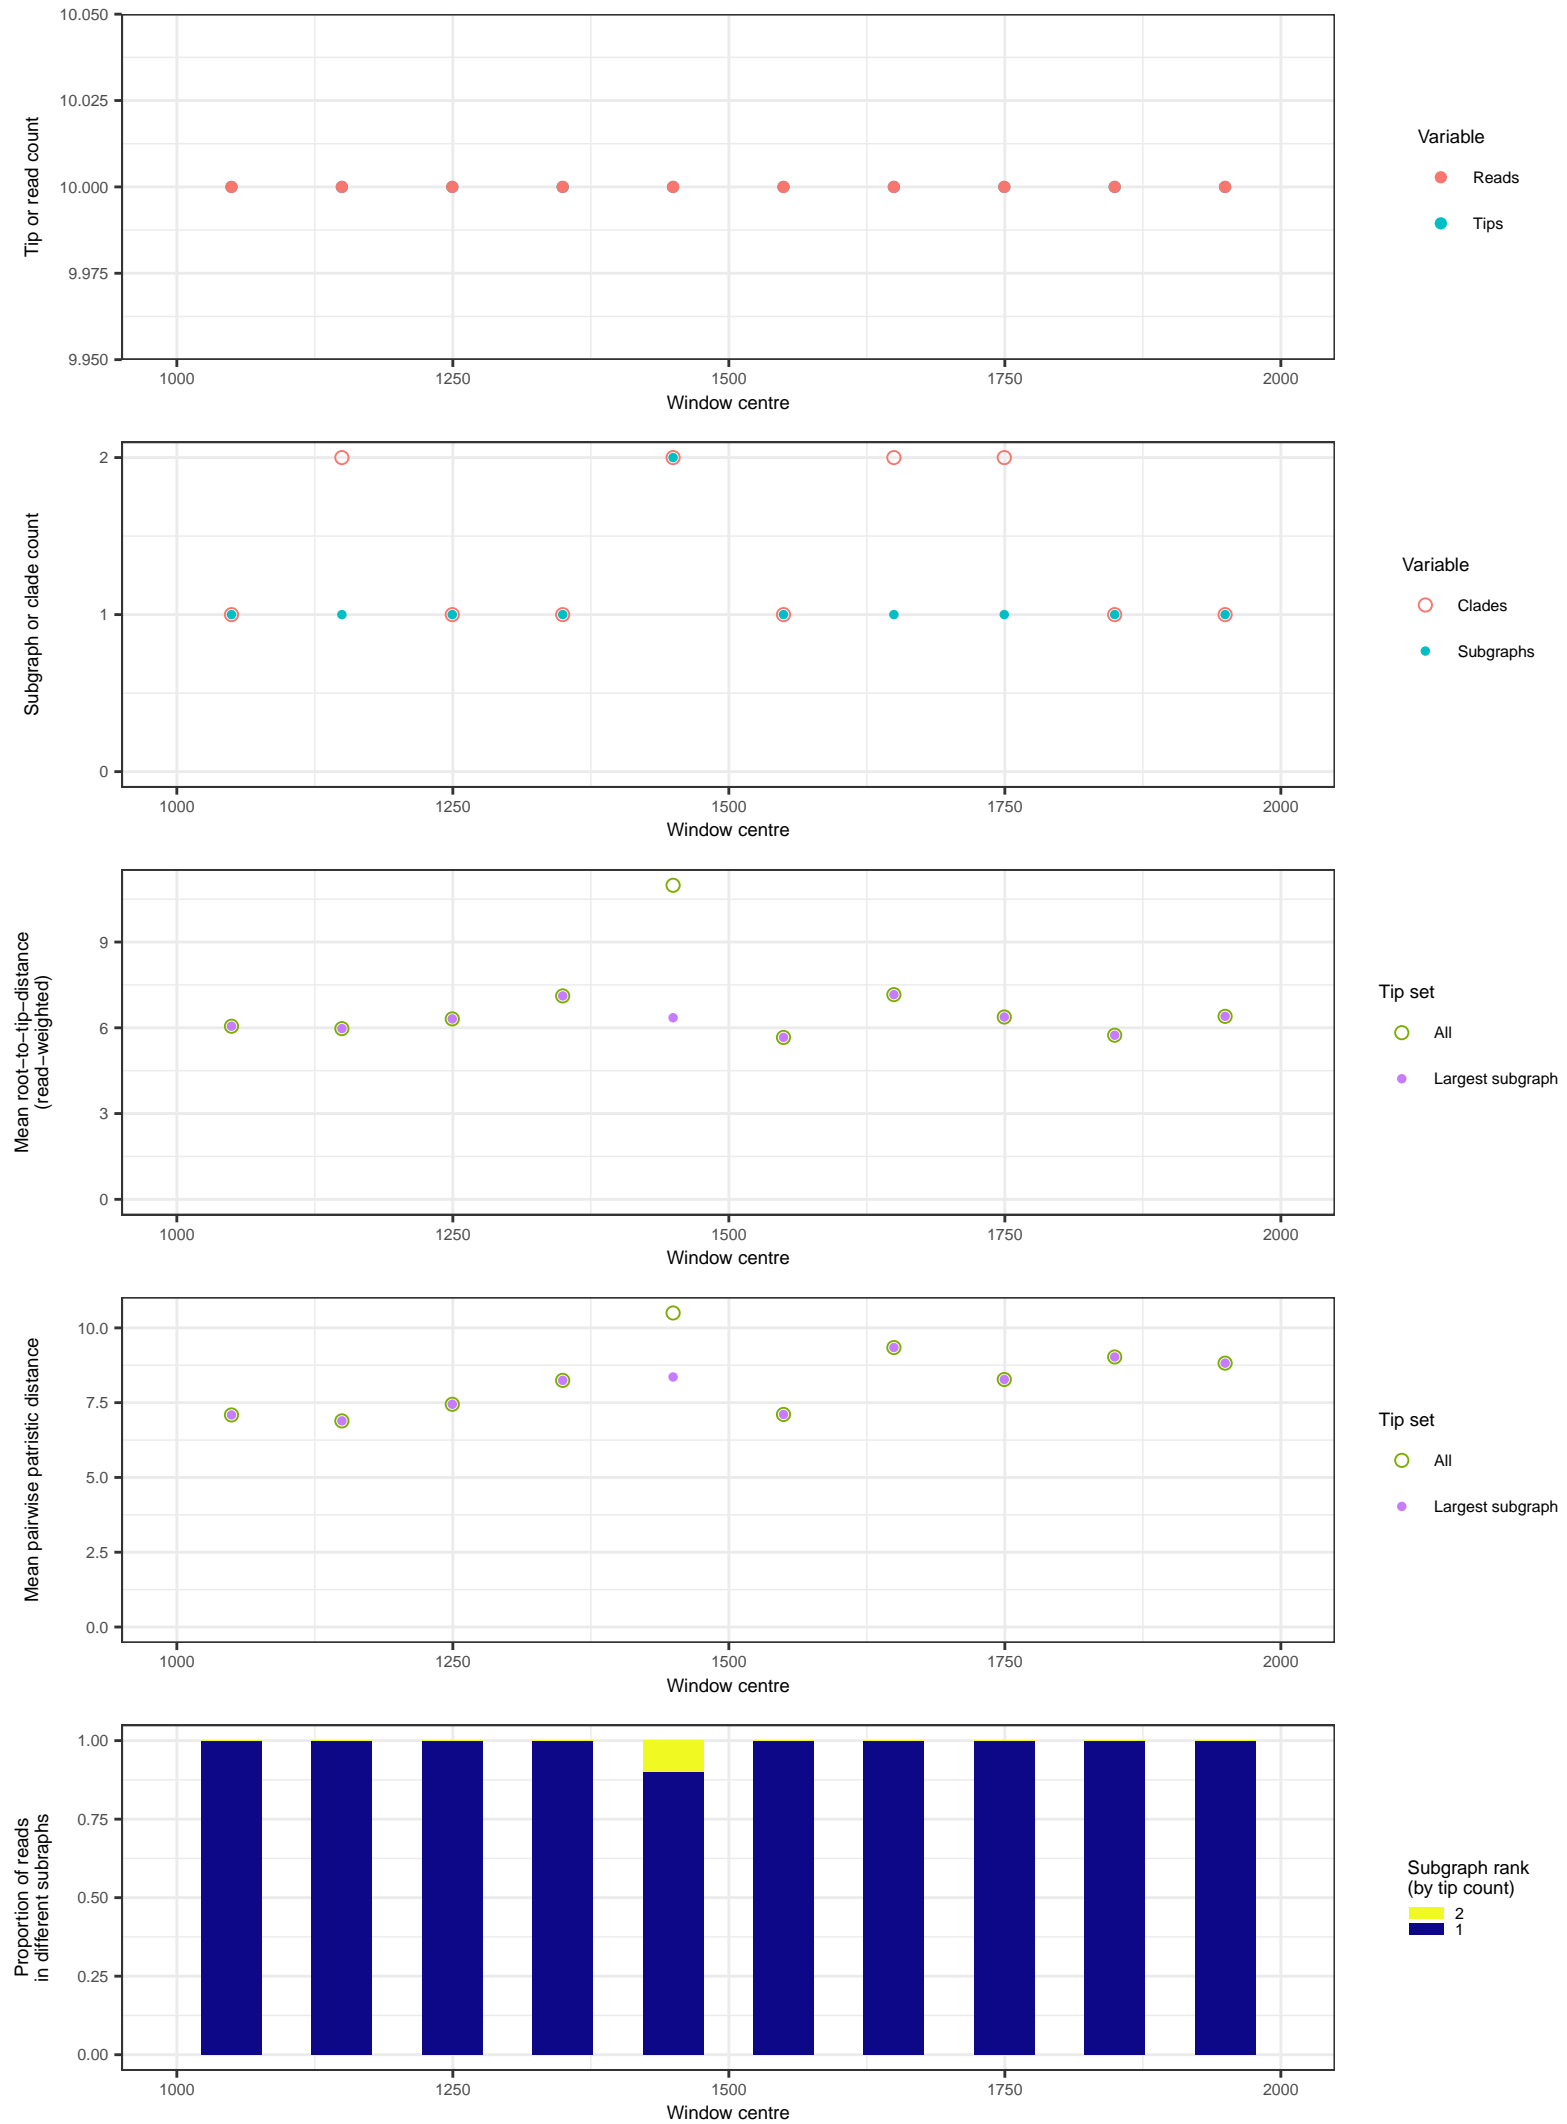 10.050
10.025
10.000
9.975
9.950
Tip or read count
1000 1250 1500 1750 2000
Window centre
Variable
Reads
Tips
2
1
0
Subgraph or clade count
1000 1250 1500 1750 2000
Window centre
Variable
Clades
Subgraphs
9
6
3
0
Mean root−to−tip−distance
(read−weighted)
1000 1250 1500 1750 2000
Window centre
Tip set
All
Largest subgraph
10.0
7.5
5.0
2.5
0.0
Mean pairwise patristic distance
1000 1250 1500 1750 2000
Window centre
Tip set
All
Largest subgraph
1.00
0.75
0.50
0.25
0.00
Proportion of reads
in different subraphs
1000 1250 1500 1750 2000
Window centre
Subgraph rank
(by tip count)
2
1